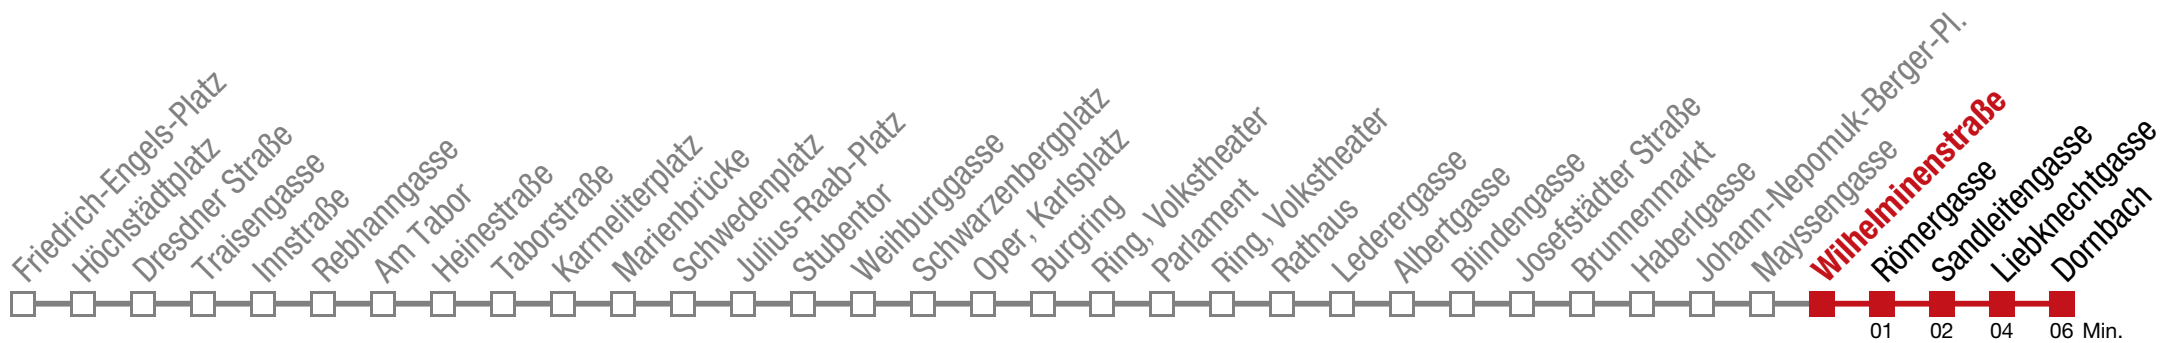 Friedrich-Engels-Platz
Höchstädtplatz
Dresdner Straße
Traisengasse
Innstraße
Rebhanngasse
Am Tabor
Heinestraße
Taborstraße
Karmeliterplatz
Marienbrücke
Schwedenplatz
Julius-Raab-Platz
Stubentor
Weihburggasse
Schwarzenbergplatz
Oper, Karlsplatz
Burgring
Ring, Volkstheater
Parlament
Ring, Volkstheater
Rathaus
Lederergasse
Albertgasse
Blindengasse
Josefstädter Straße
Brunnenmarkt
Haberlgasse
Johann-Nepomuk-Berger-Pl.
Mayssengasse
Wilhelminenstraße
Römergasse
Sandleitengasse
Liebknechtgasse
Dornbach
01 02 04 06 Min.